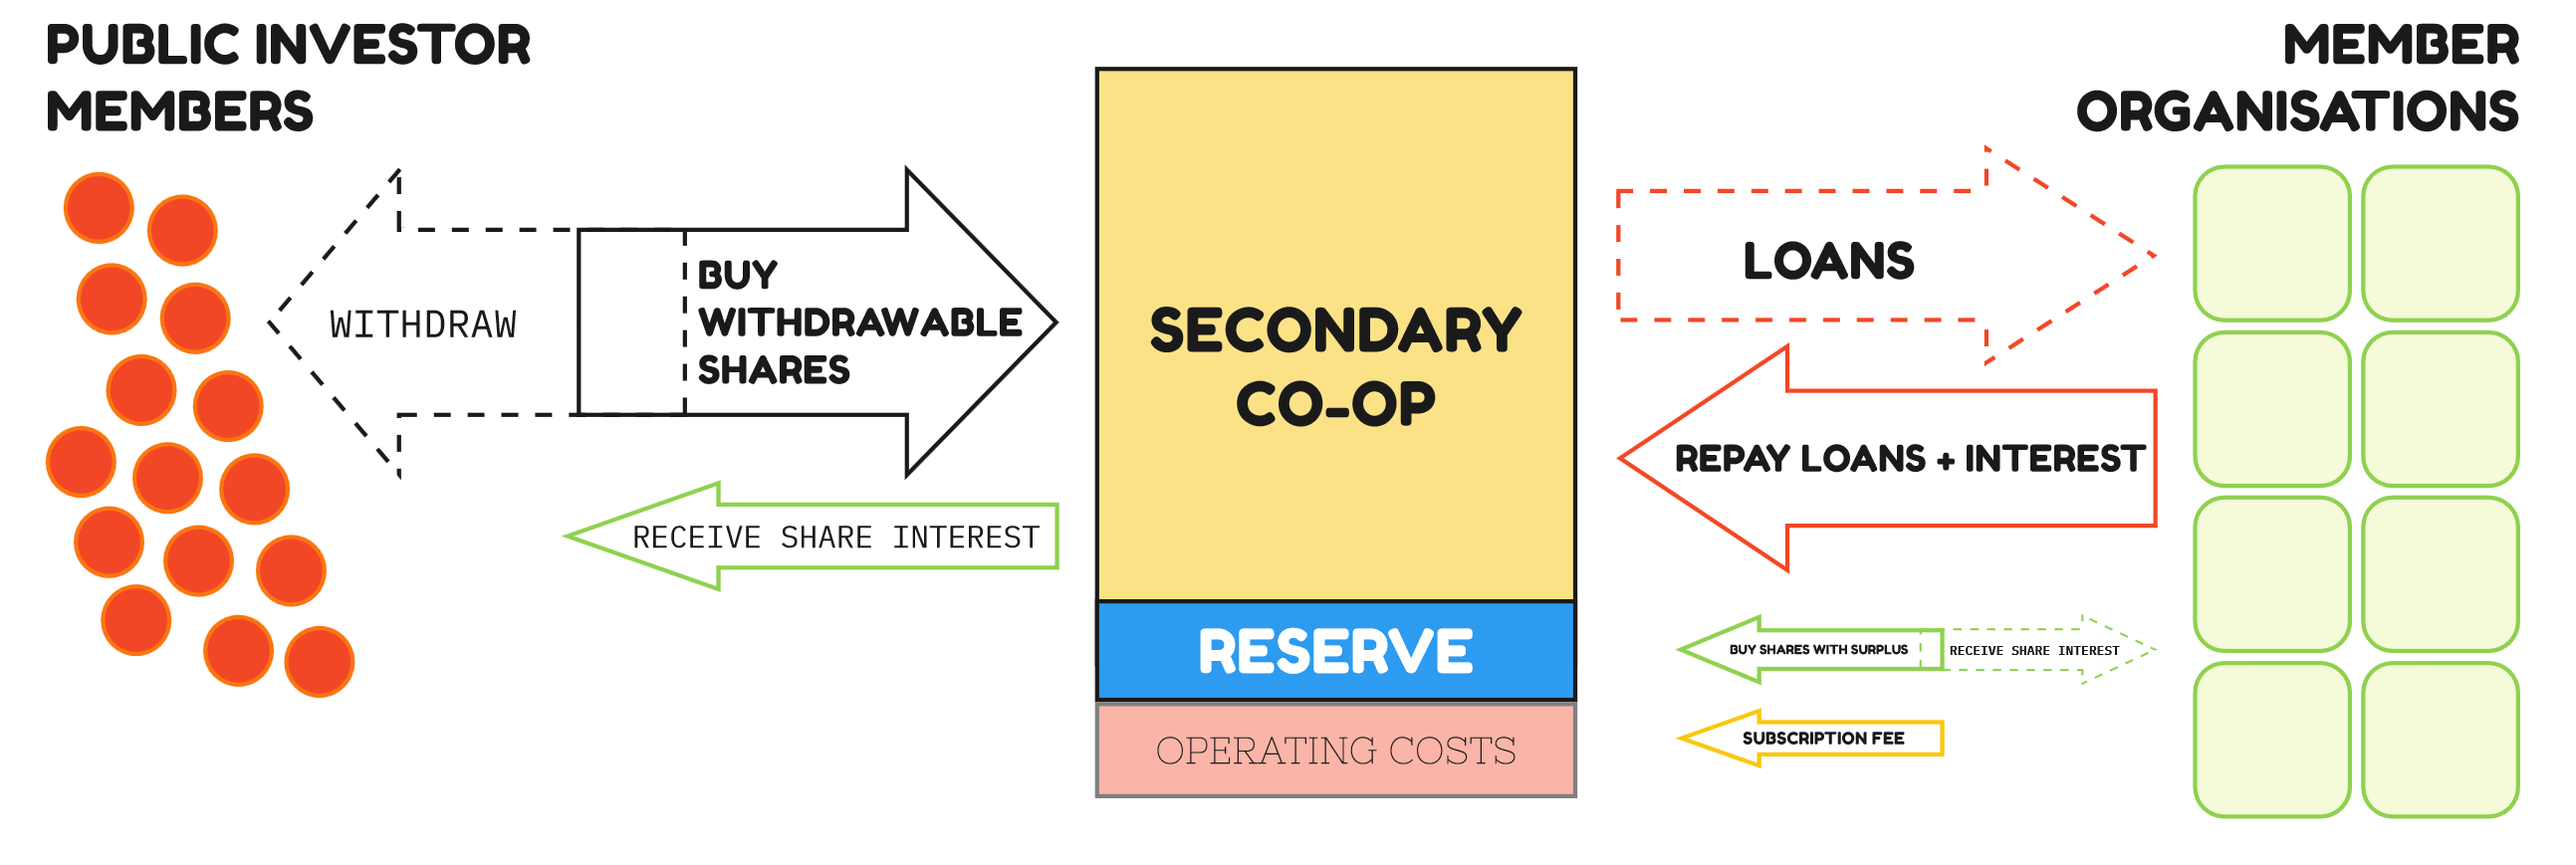 PUBLIC INVESTOR
MEMBERS
WITHDRAW
BUY
WITHDRAWABLE
SHARES
RECEIVE SHARE INTEREST
SECONDARY
CO-OP
RESERVE
OPERATING COSTS
MEMBER
ORGANISATIONS
LOANS
REPAY LOANS + INTEREST
BUY SHARES WITH SURPLUS
RECEIVE SHARE INTEREST
SUBSCRIPTION FEE